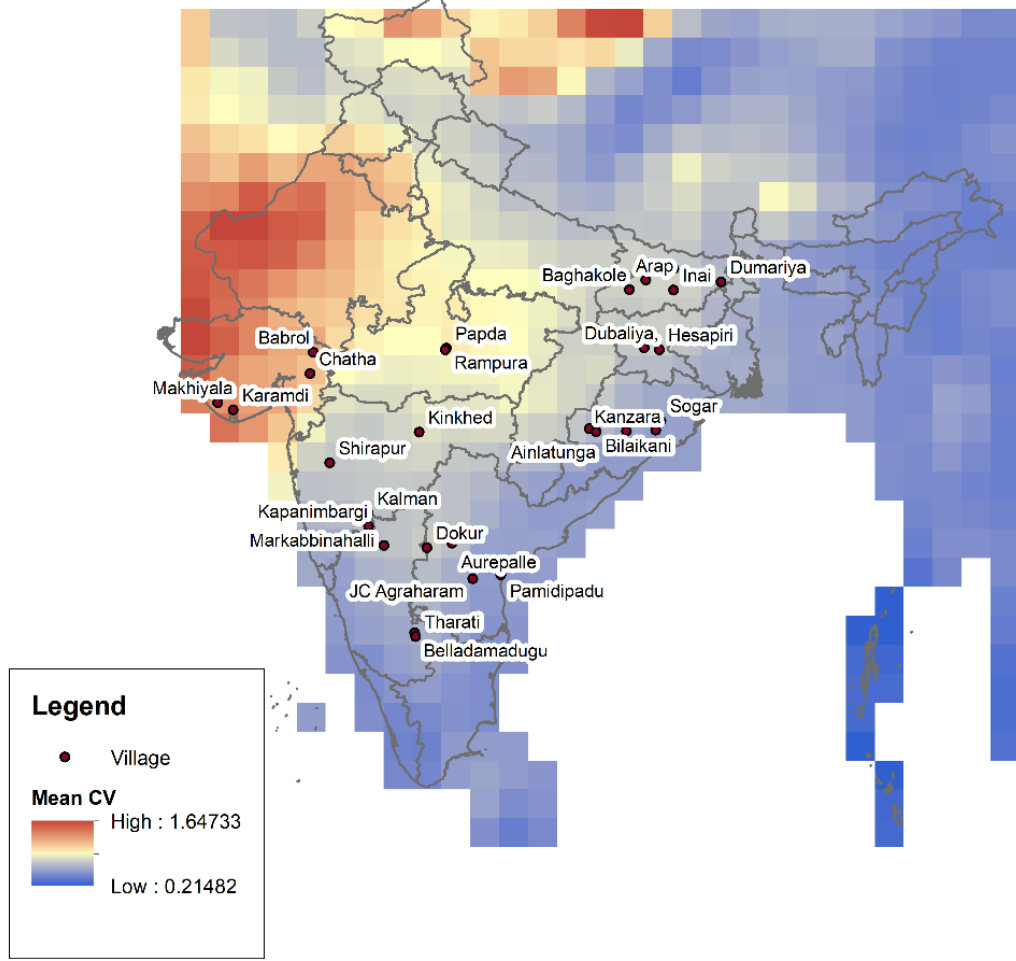 Arap
Baghakole
Inai
Dumariya
Babrol
Papda
Dubaliya,
Hesapiri
Chatha
Rampura
Makhiyala
Karamdi
Kinkhed
Kanzara
Sogar
Shirapur
Ainlatunga
Bilaikani
Kalman
Kapanimbargi
Markabbinahalli
Dokur
Aurepalle
JC Agraharam
Pamidipadu
Tharati
Belladamadugu
Legend
Village
Mean CV
High : 1.64733
Low : 0.21482